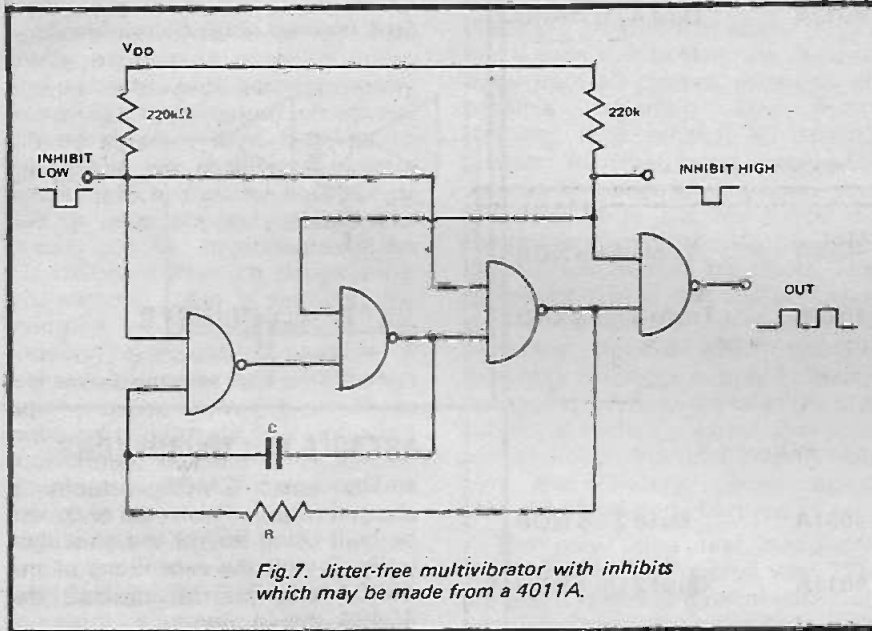 VDD
220kΩ
220k
INHIBIT
LOW
INHIBIT HIGH
OUT
C
R
Fig.7. Jitter-free multivibrator with inhibits
which may be made from a 4011A.